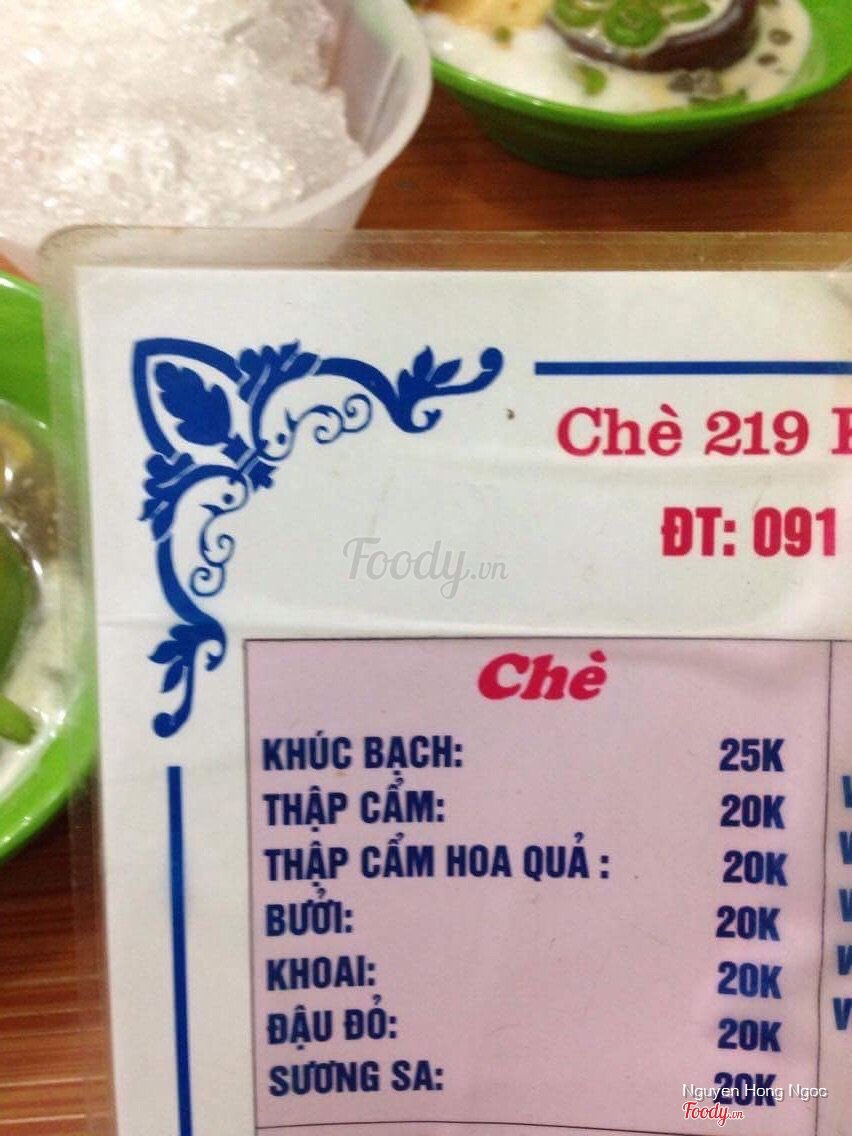 Chè 219
ĐT: 091
Foody.vn
Chè
KHÚC BẠCH: 25K
THẬP CẨM: 20K
THẬP CẨM HOA QUẢ : 20K
BƯỞI: 20K
KHOAI: 20K
ĐẬU ĐỎ: 20K
SƯƠNG SA: 20K
Nguyen Hong Ngoc
Foody.vn